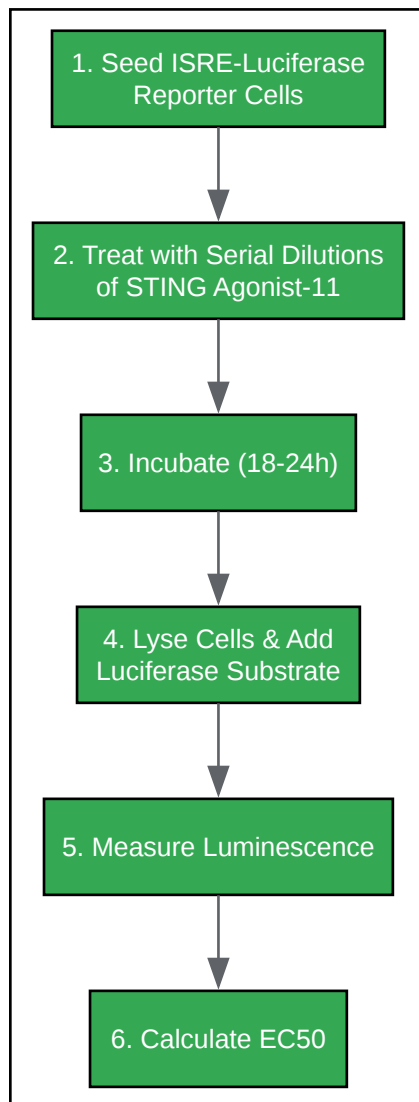 1. Seed ISRE-Luciferase
Reporter Cells
2. Treat with Serial Dilutions
of STING Agonist-11
3. Incubate (18-24h)
4. Lyse Cells & Add
Luciferase Substrate
5. Measure Luminescence
6. Calculate EC50